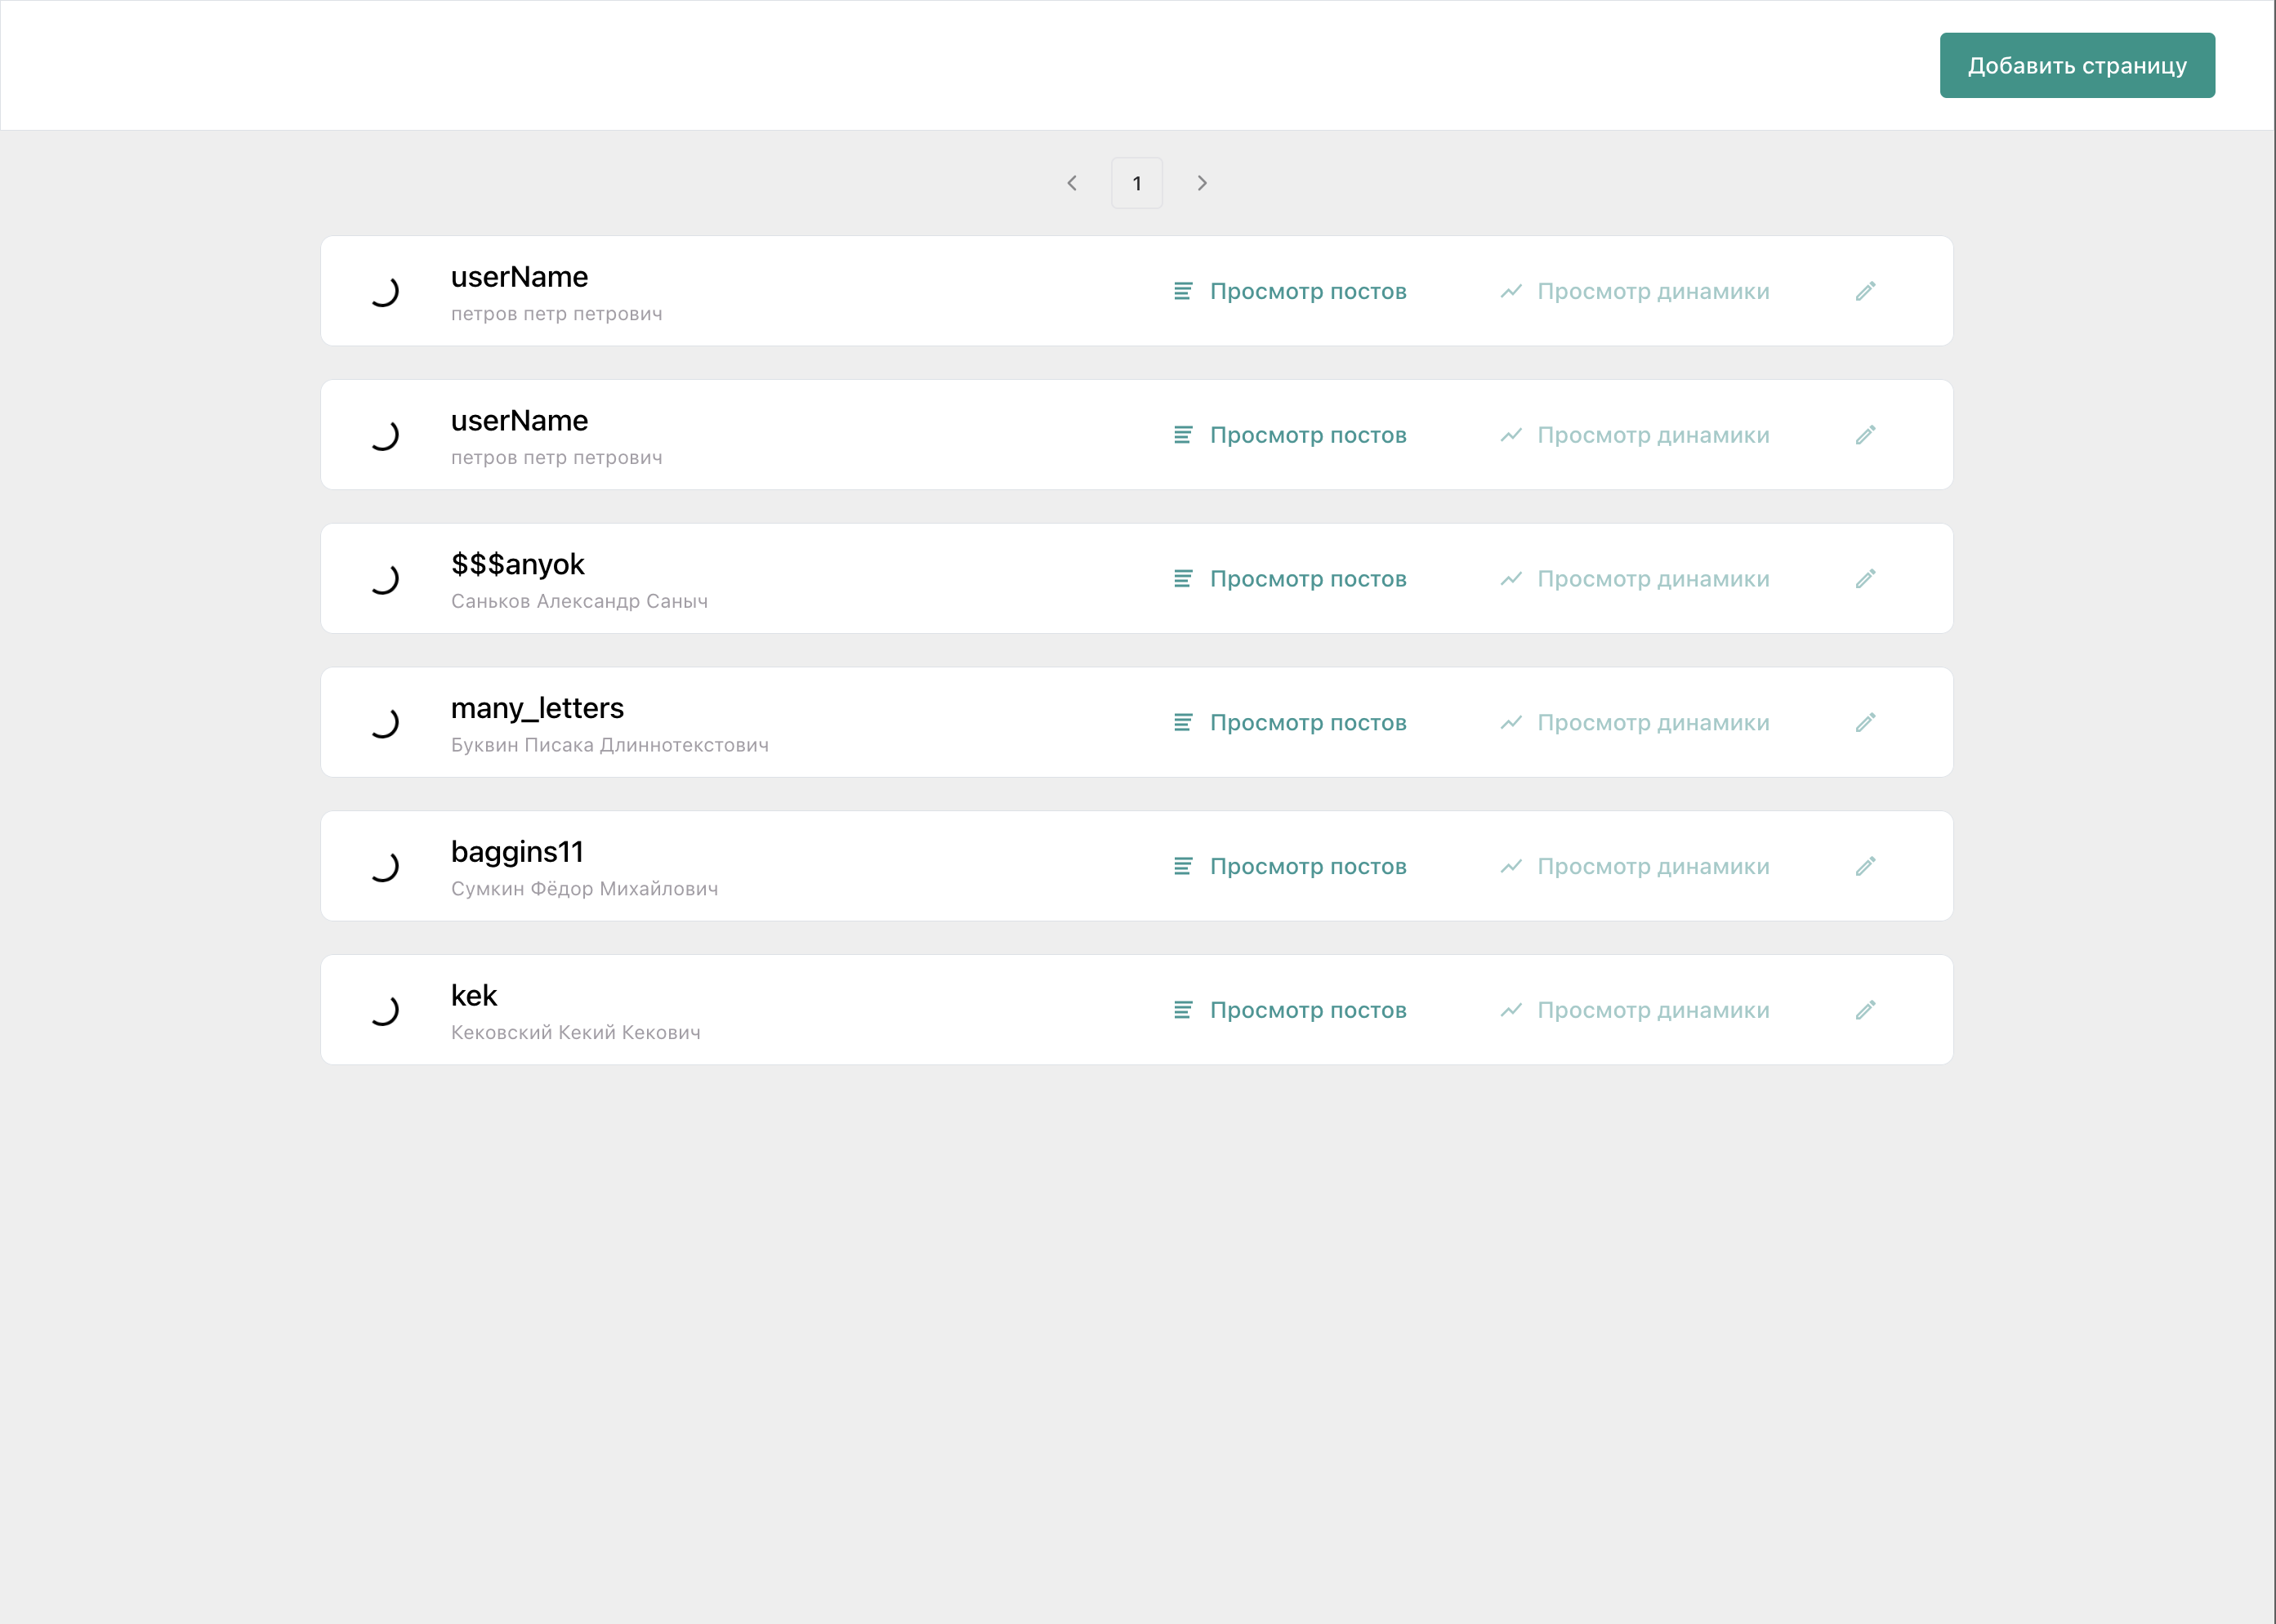 Добавить страницу
1
userName
петров петр петрович
Просмотр постов
Просмотр динамики
userName
петров петр петрович
Просмотр постов
Просмотр динамики
$$$anyok
Саньков Александр Саныч
Просмотр постов
Просмотр динамики
many_letters
Буквин Писака Длиннотекстович
Просмотр постов
Просмотр динамики
baggins11
Сумкин Фёдор Михайлович
Просмотр постов
Просмотр динамики
kek
Кековский Кекий Кекович
Просмотр постов
Просмотр динамики